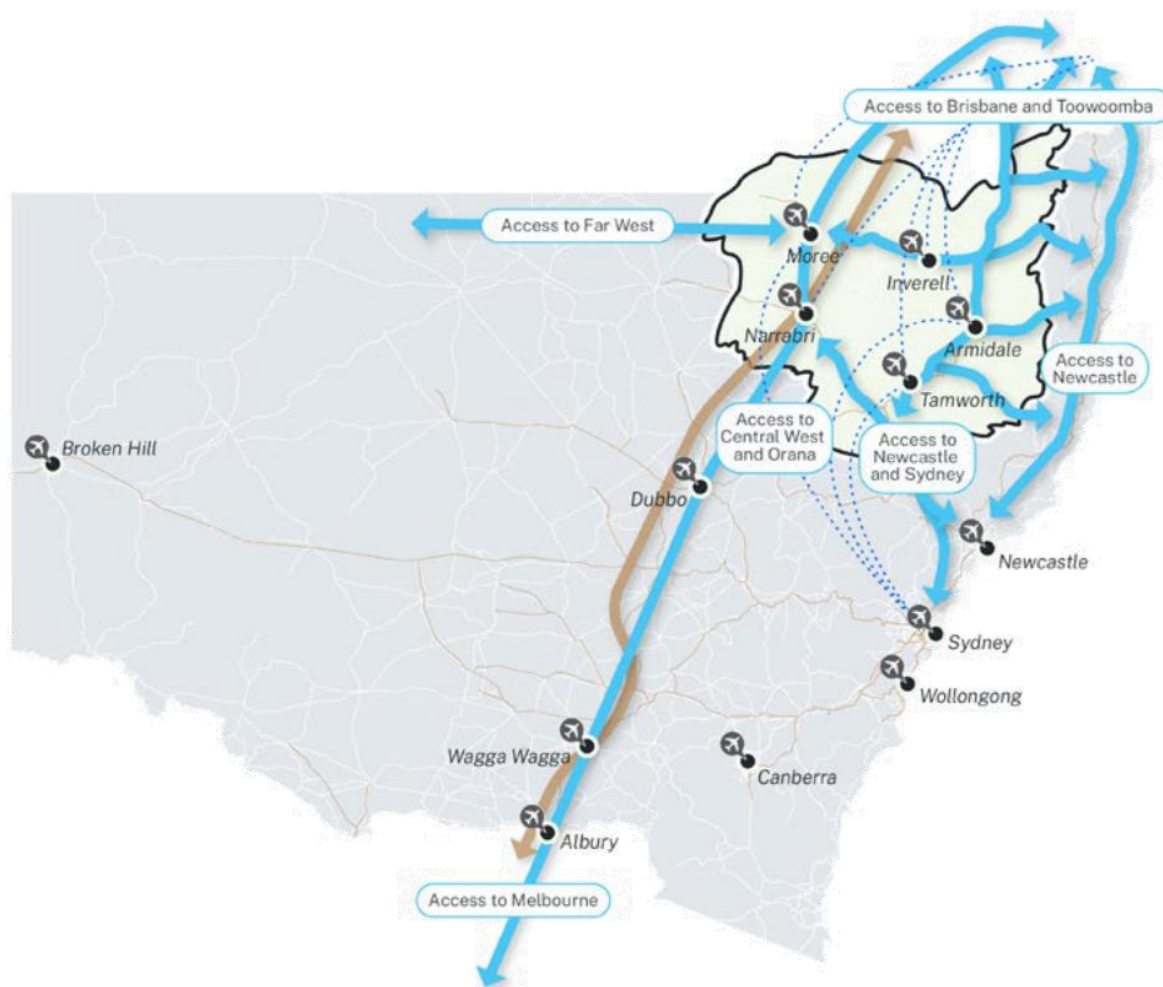 Access to Brisbane and Toowoomba
Access to Far West
Moree
Inverell
Narrabri
Armidale
Access to
Newcastle
Tamworth
Access to
Central West
and Orana
Access to
Newcastle
and Sydney
Broken Hill
Dubbo
Newcastle
Sydney
Wollongong
Wagga Wagga
Canberra
Albury
Access to Melbourne